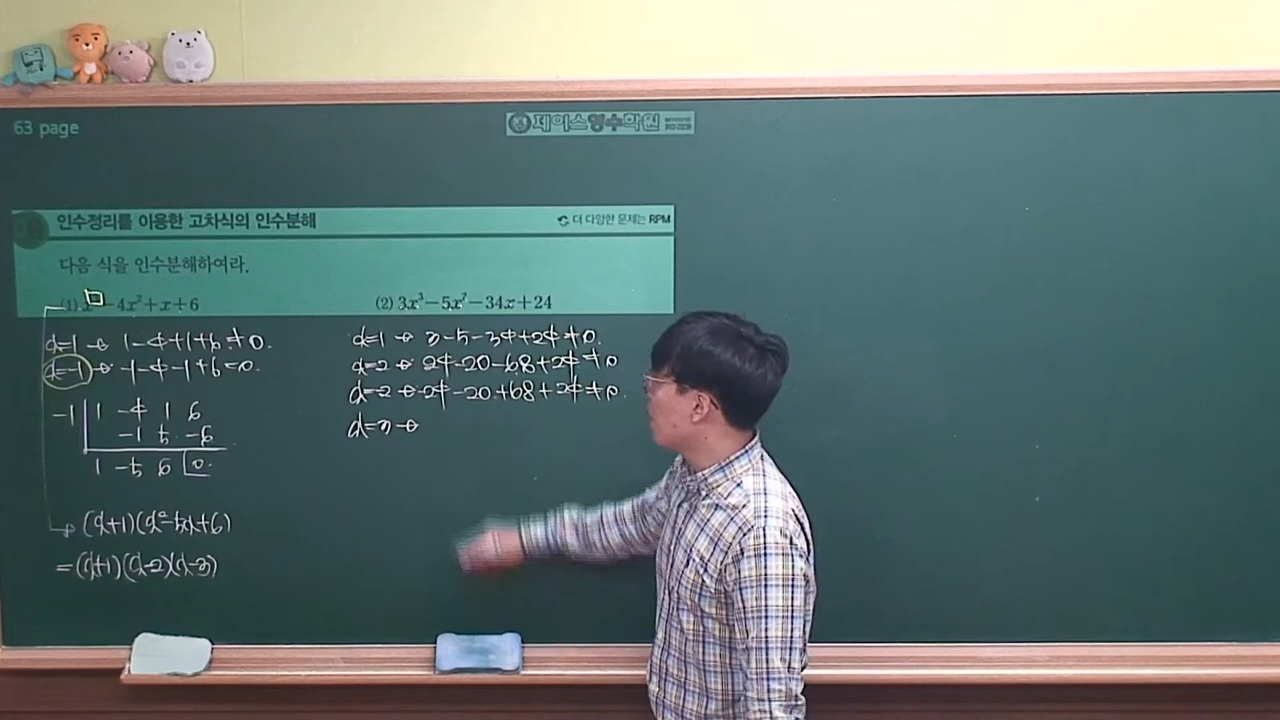 63 page
제이스영수학원
인수정리를 이용한 고차식의 인수분해
더 다양한 문제는 RPM
다음 식을 인수분해하여라.
(1) x³-4x²+x+6
(2) 3x³-5x²-34x+24
x=1 → 1-4+1+6≠0.
x=-1 → -1-4-1+6=0.
-1 | 1 -4 1 6
-1 5 -6
1 -5 6 0
→ (x+1)(x²-5x+6)
=(x+1)(x-2)(x-3)
x=1 → 3-5-34+24≠0.
x=2 → 24-20-68+24≠0
x=-2 → -24-20+68+24≠0.
x=3 →